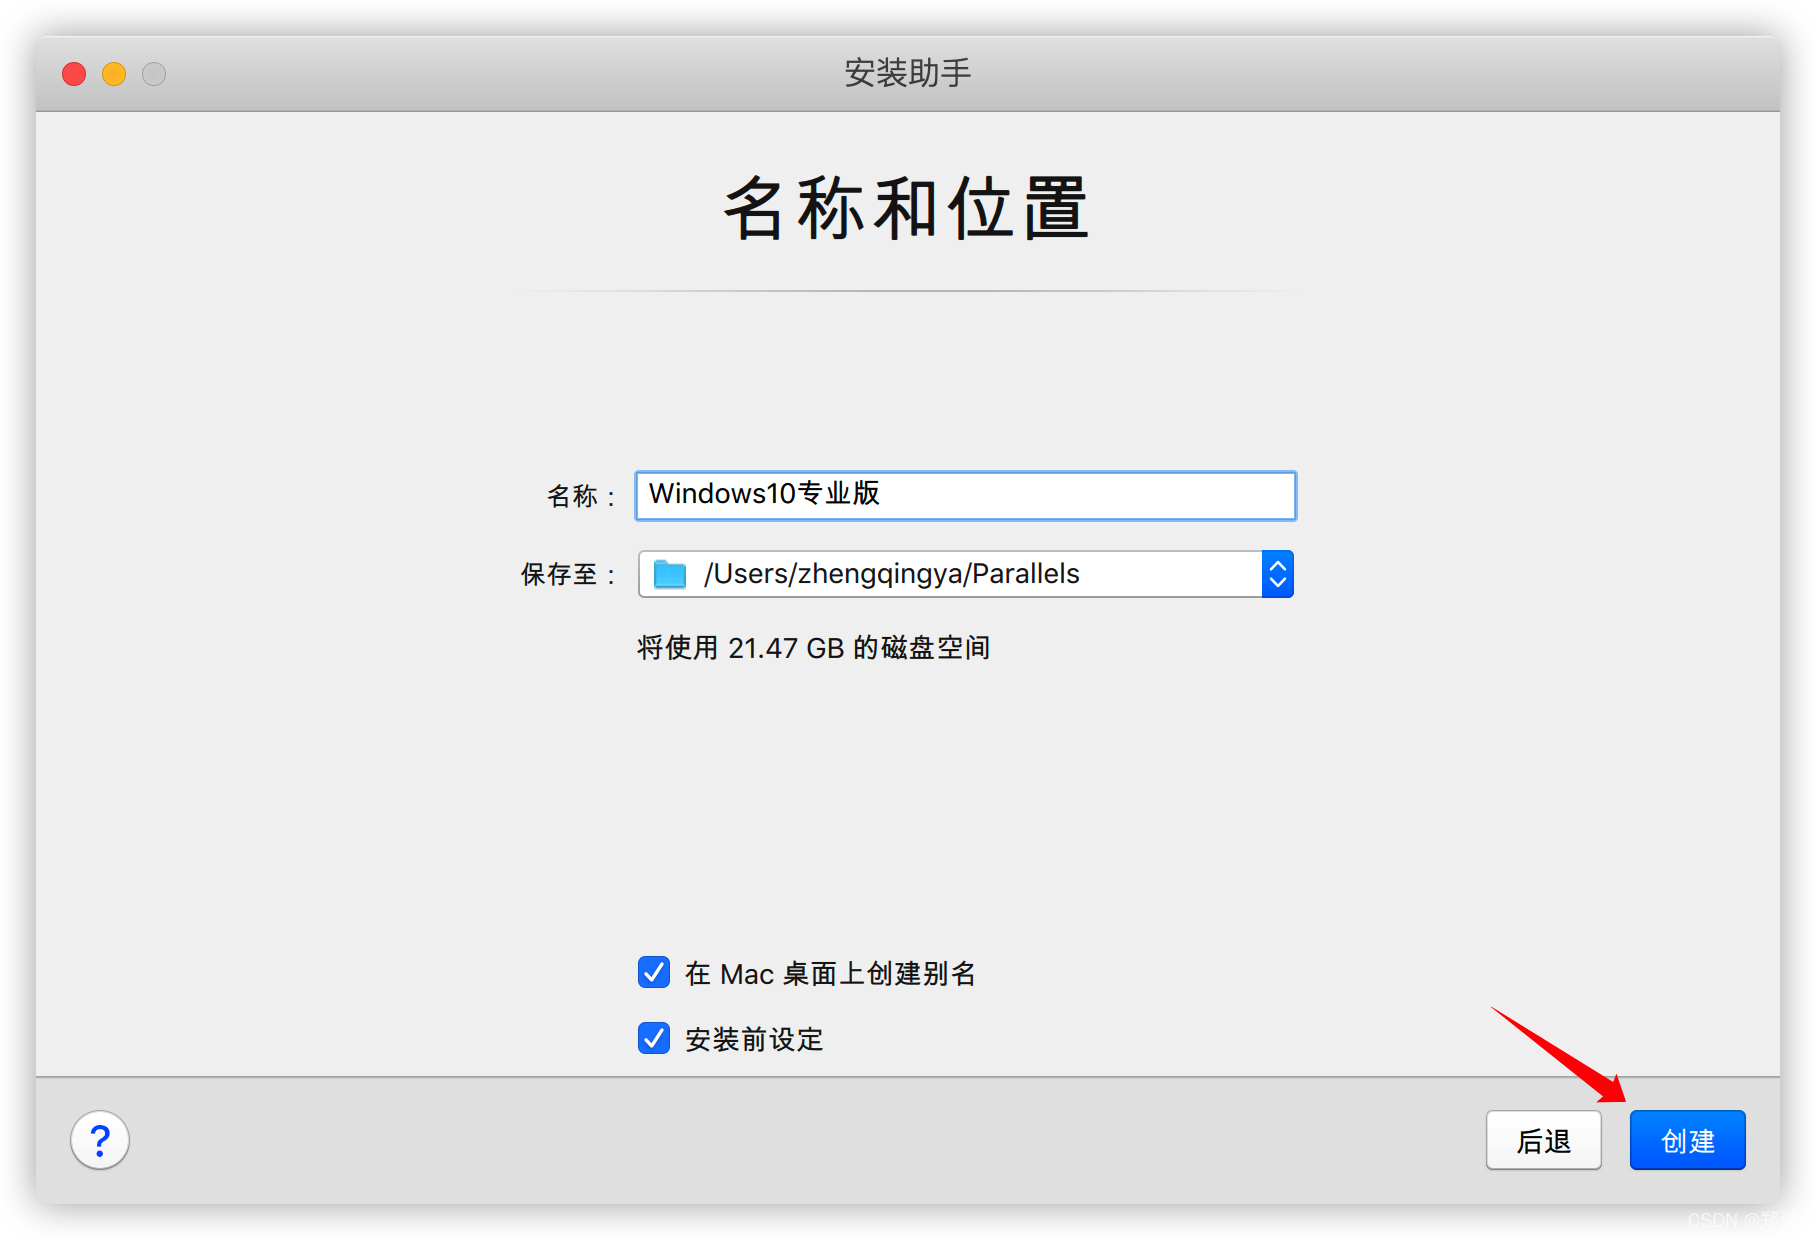 安装助手
名称和位置
名称：
Windows10专业版
保存至：
/Users/zhengqingya/Parallels
将使用 21.47 GB 的磁盘空间
在 Mac 桌面上创建别名
安装前设定
?
后退
创建
CSDN @郑